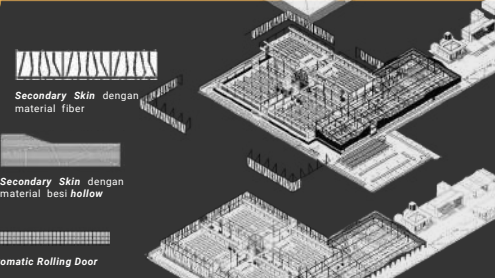 Secondary Skin dengan
material fiber
Secondary Skin dengan
material besi hollow
omatic Rolling Door